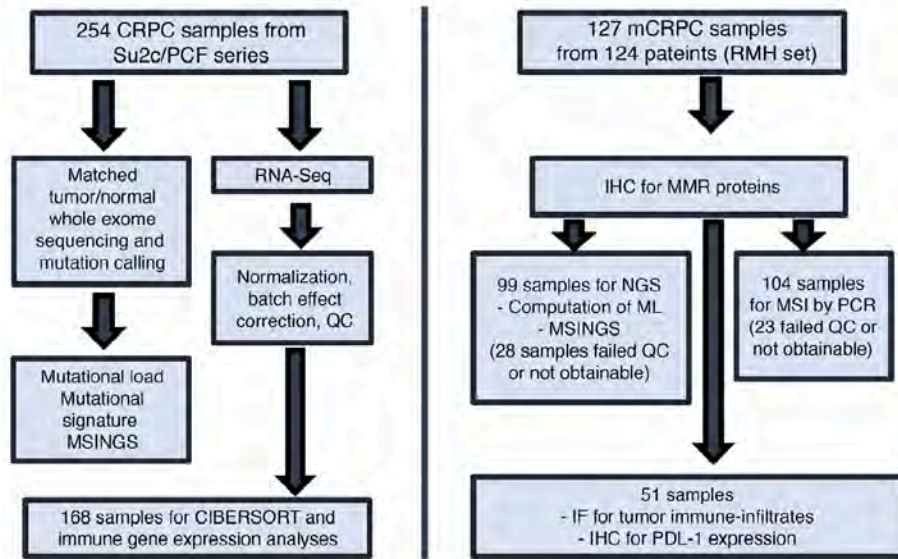 254 CRPC samples from
Su2c/PCF series
Matched
tumor/normal
whole exome
sequencing and
mutation calling
Mutational load
Mutational
signature
MSINGS
RNA-Seq
Normalization,
batch effect
correction, QC
168 samples for CIBERSORT and
immune gene expression analyses
127 mCRPC samples
from 124 pateints (RMH set)
IHC for MMR proteins
99 samples for NGS
- Computation of ML
- MSINGS
(28 samples failed QC
or not obtainable)
104 samples
for MSI by PCR
(23 failed QC or
not obtainable)
51 samples
- IF for tumor immune-infiltrates
- IHC for PDL-1 expression